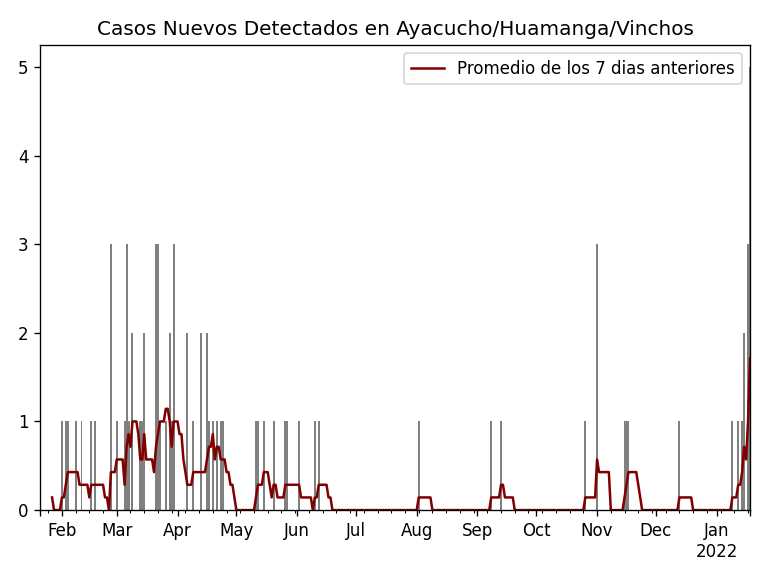 Casos Nuevos Detectados en Ayacucho/Huamanga/Vinchos
Promedio de los 7 dias anteriores
5
4
3
2
1
0
Feb Mar Apr May Jun Jul Aug Sep Oct Nov Dec Jan
2022